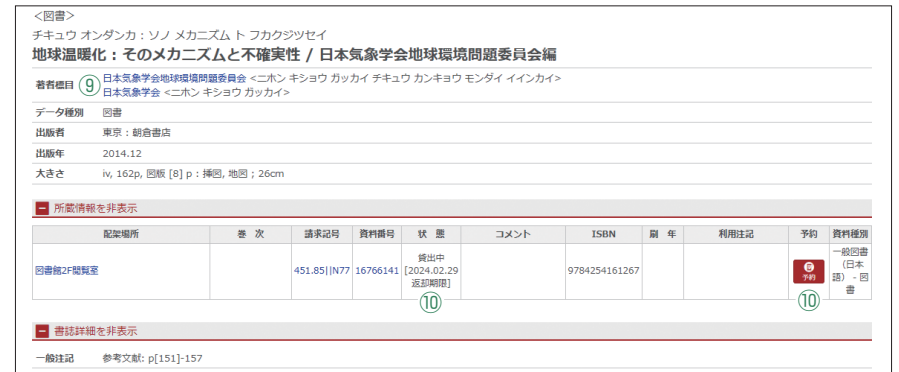 <図書>
チキュウ オンダンカ : ソノ メカニズム ト フカクジツセイ
地球温暖化 : そのメカニズムと不確実性 / 日本気象学会地球環境問題委員会編
著者標目 ⑨ 日本気象学会地球環境問題委員会 <ニホン キショウ ガッカイ チキュウ カンキョウ モンダイ イインカイ>
日本気象学会 <ニホン キショウ ガッカイ>
データ種別 図書
出版者 東京 : 朝倉書店
出版年 2014.12
大きさ iv, 162p, 図版 [8] p : 挿図, 地図 ; 26cm
所蔵情報を非表示
配架場所 巻 次 請求記号 資料番号 状 態 コメント ISBN 刷 年 利用注記 予約 資料種別
図書館2F閲覧室 451.85||N77 16766141 貸出中 [2024.02.29 返却期限] 9784254161267 予約 一般図書 (日本語) - 図書
⑩ ⑩
書誌詳細を非表示
一般注記 参考文献: p[151]-157